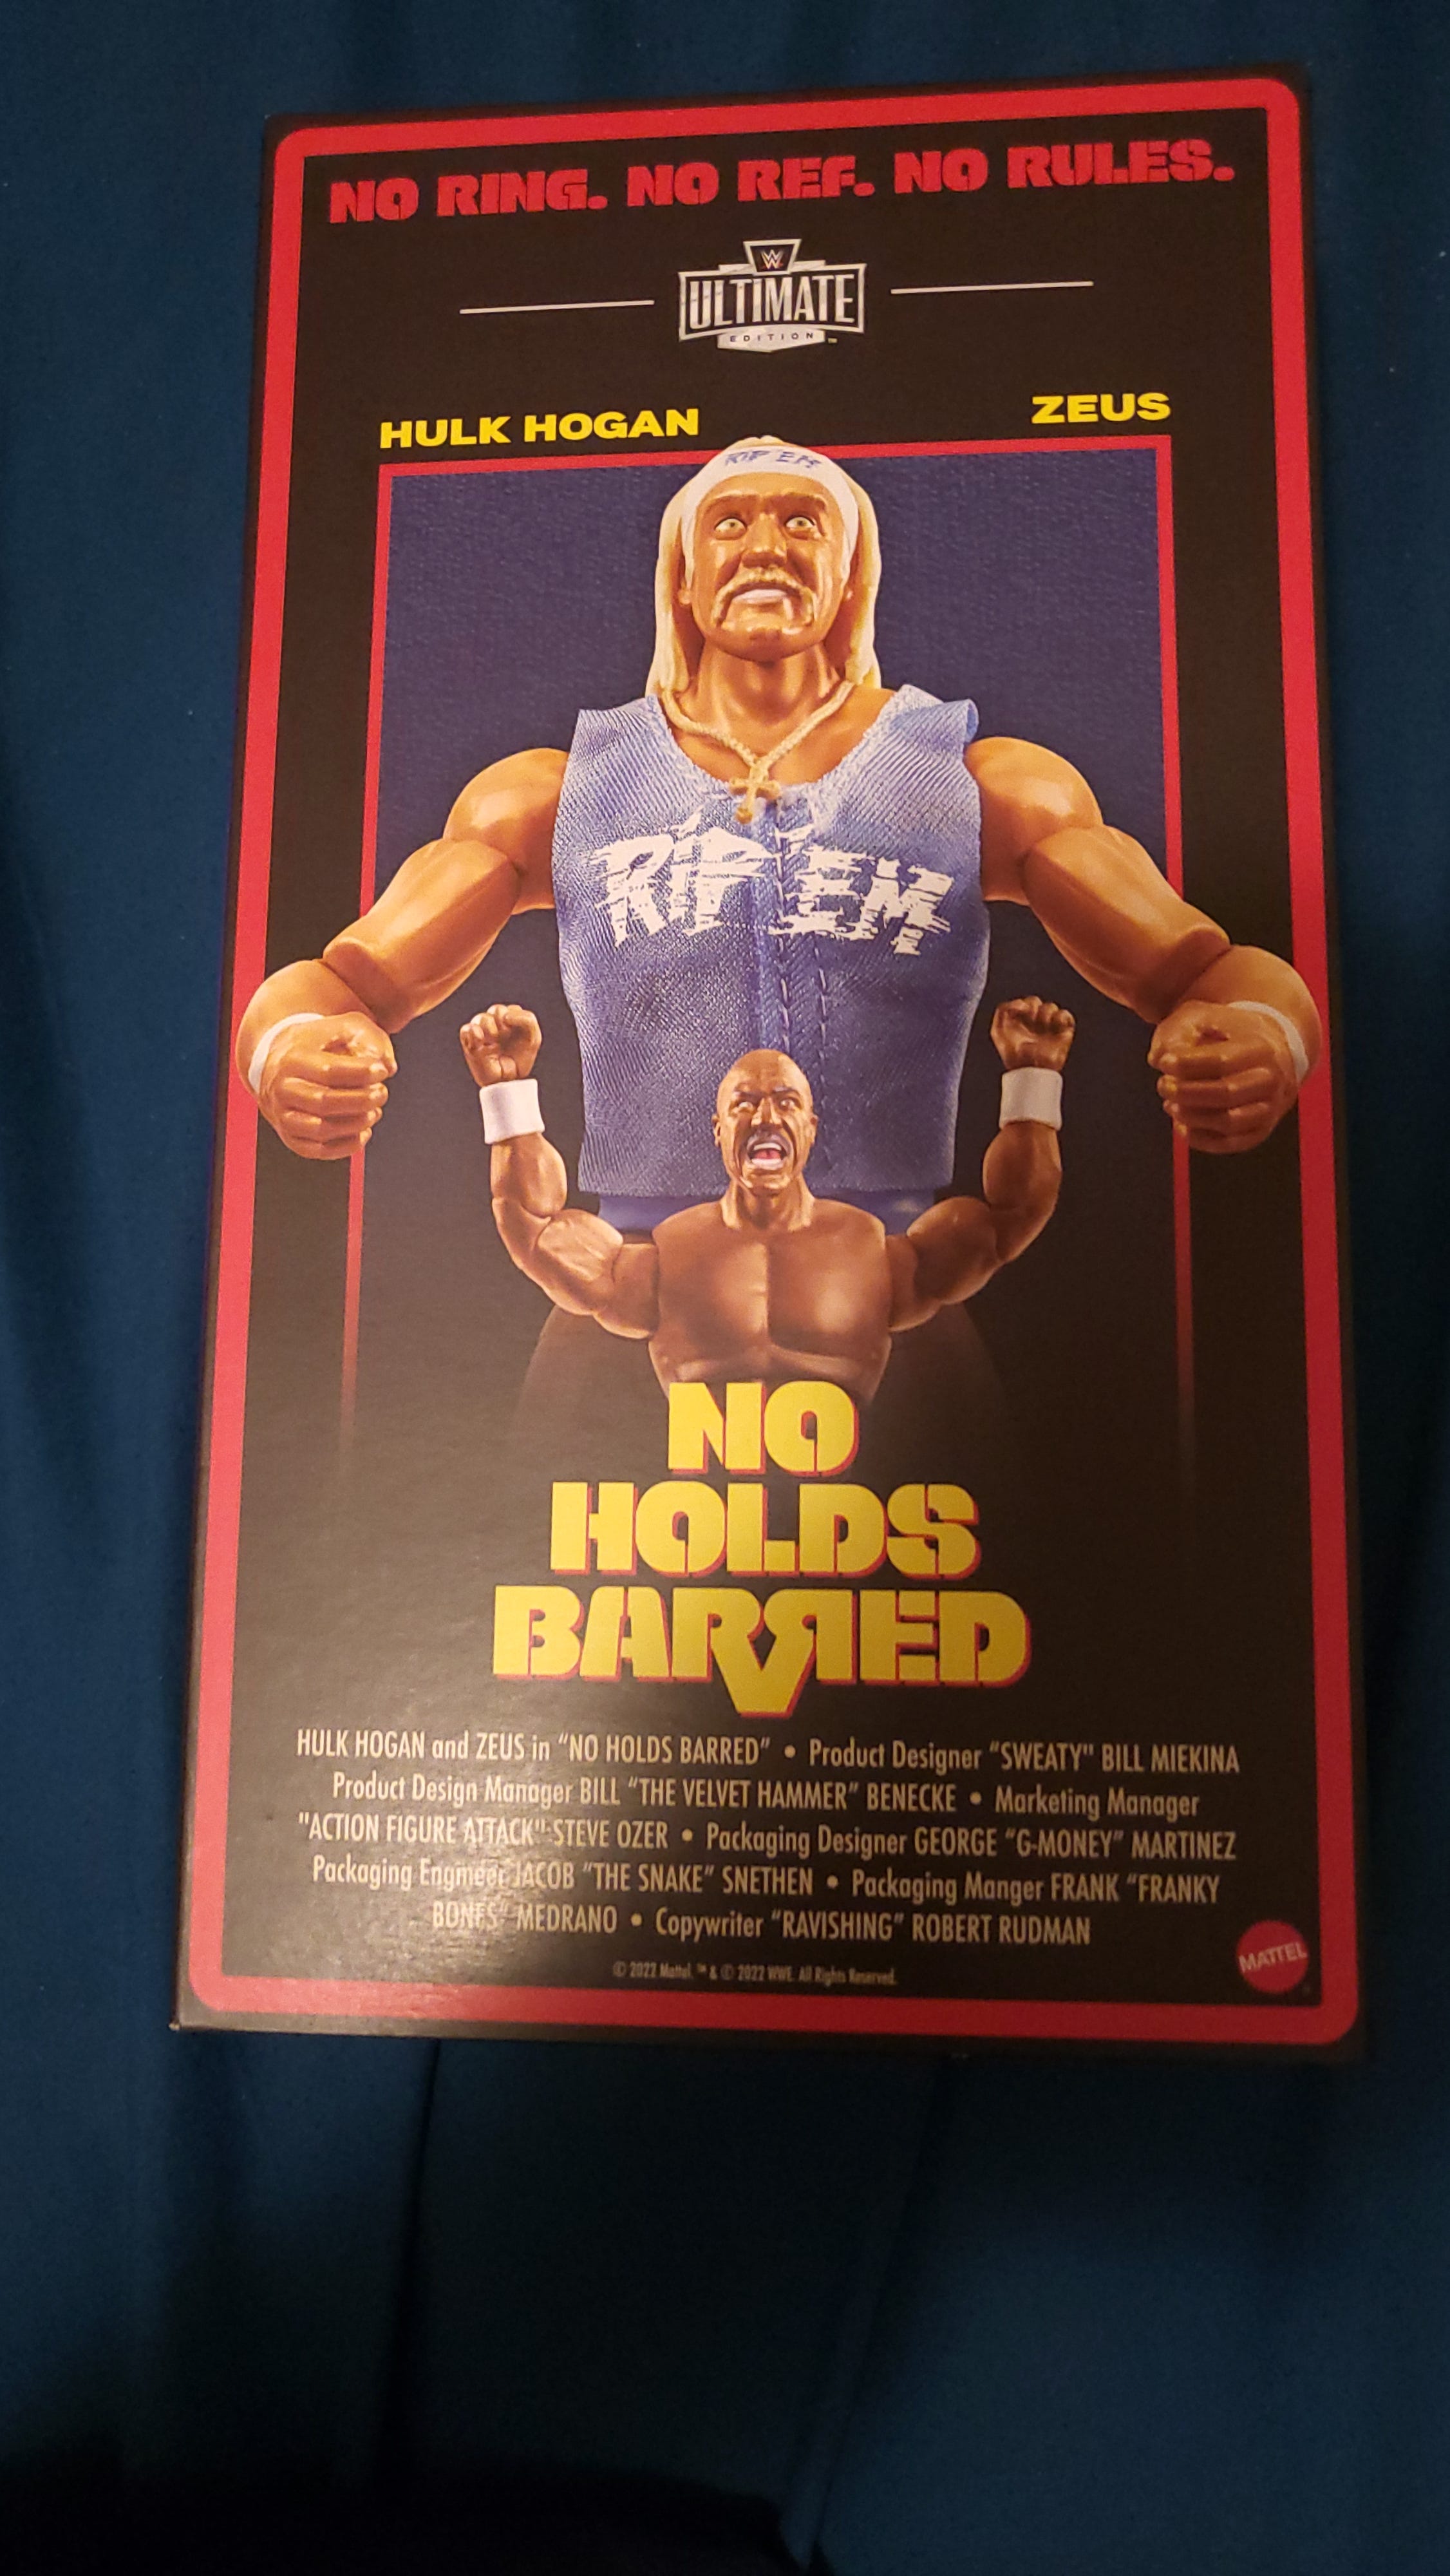 NO RING. NO REF. NO RULES.
W
ULTIMATE
EDITION™
HULK HOGAN
ZEUS
RIP 'EM
RIP 'EM
NO
HOLDS
BARRED
HULK HOGAN and ZEUS in “NO HOLDS BARRED” • Product Designer “SWEATY" BILL MIEKINA
Product Design Manager BILL “THE VELVET HAMMER” BENECKE • Marketing Manager
"ACTION FIGURE ATTACK" STEVE OZER • Packaging Designer GEORGE “G-MONEY” MARTINEZ
Packaging Engineer JACOB “THE SNAKE” SNETHEN • Packaging Manger FRANK “FRANKY
BONES” MEDRANO • Copywriter “RAVISHING” ROBERT RUDMAN
© 2022 Mattel. ™ & © 2022 WWE. All Rights Reserved.
MATTEL